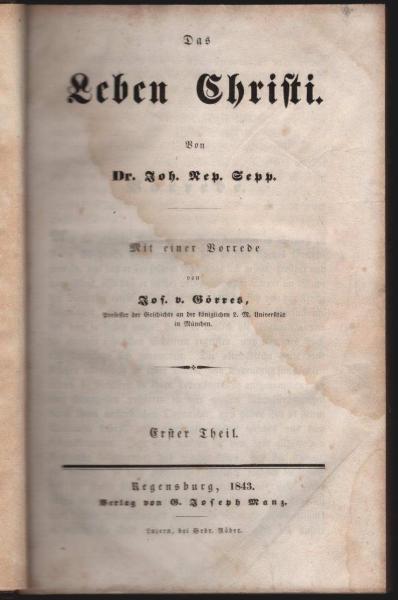 Das
Leben Christi.
Von
Dr. Joh. Nep. Sepp.
Mit einer Vorrede
von
Jos. v. Görres,
Professor der Geschichte an der königlichen L. M. Universität
in München.
Erster Theil.
Regensburg, 1843.
Verlag von G. Joseph Manz.
Luzern, bei Gebr. Räber.